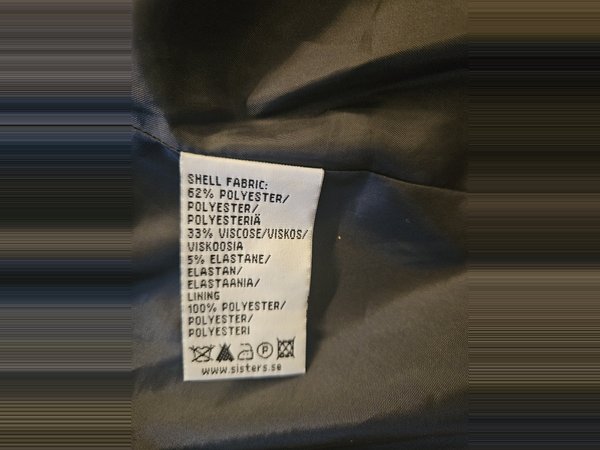 SHELL FABRIC:
62% POLYESTER/
POLYESTER/
POLYESTERIÄ
33% VISCOSE/VISKOS/
VISKOOSIA
5% ELASTANE/
ELASTAN/
ELASTAANIA/
LINING
100% POLYESTER/
POLYESTER/
POLYESTERI
P
www.sisters.se